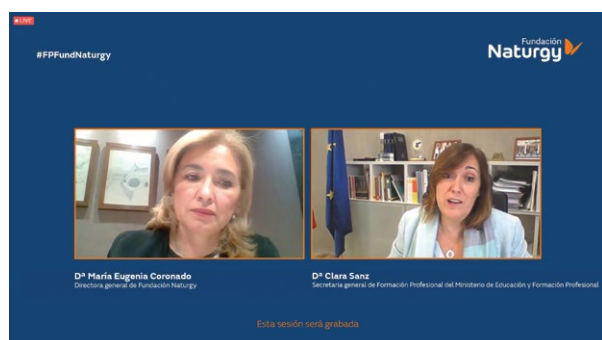 LIVE
#FPFundNaturgy
Fundación
Naturgy
Dª María Eugenia Coronado
Directora general de Fundación Naturgy
Dª Clara Sanz
Secretaria general de Formación Profesional del Ministerio de Educación y Formación Profesional
Esta sesión será grabada